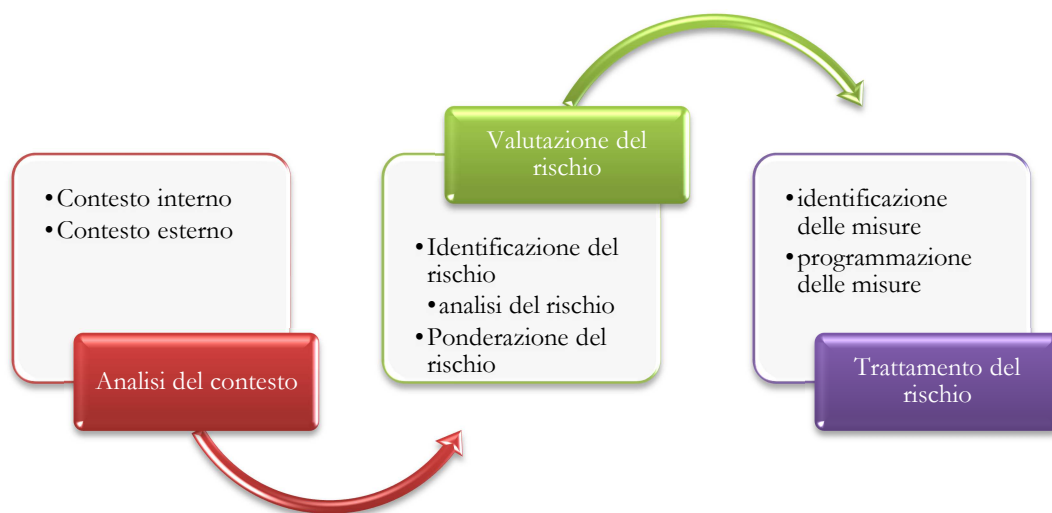 •Contesto interno
•Contesto esterno
Analisi del contesto
Valutazione del
rischio
•Identificazione del
rischio
•analisi del rischio
•Ponderazione del
rischio
•identificazione
delle misure
•programmazione
delle misure
Trattamento del
rischio